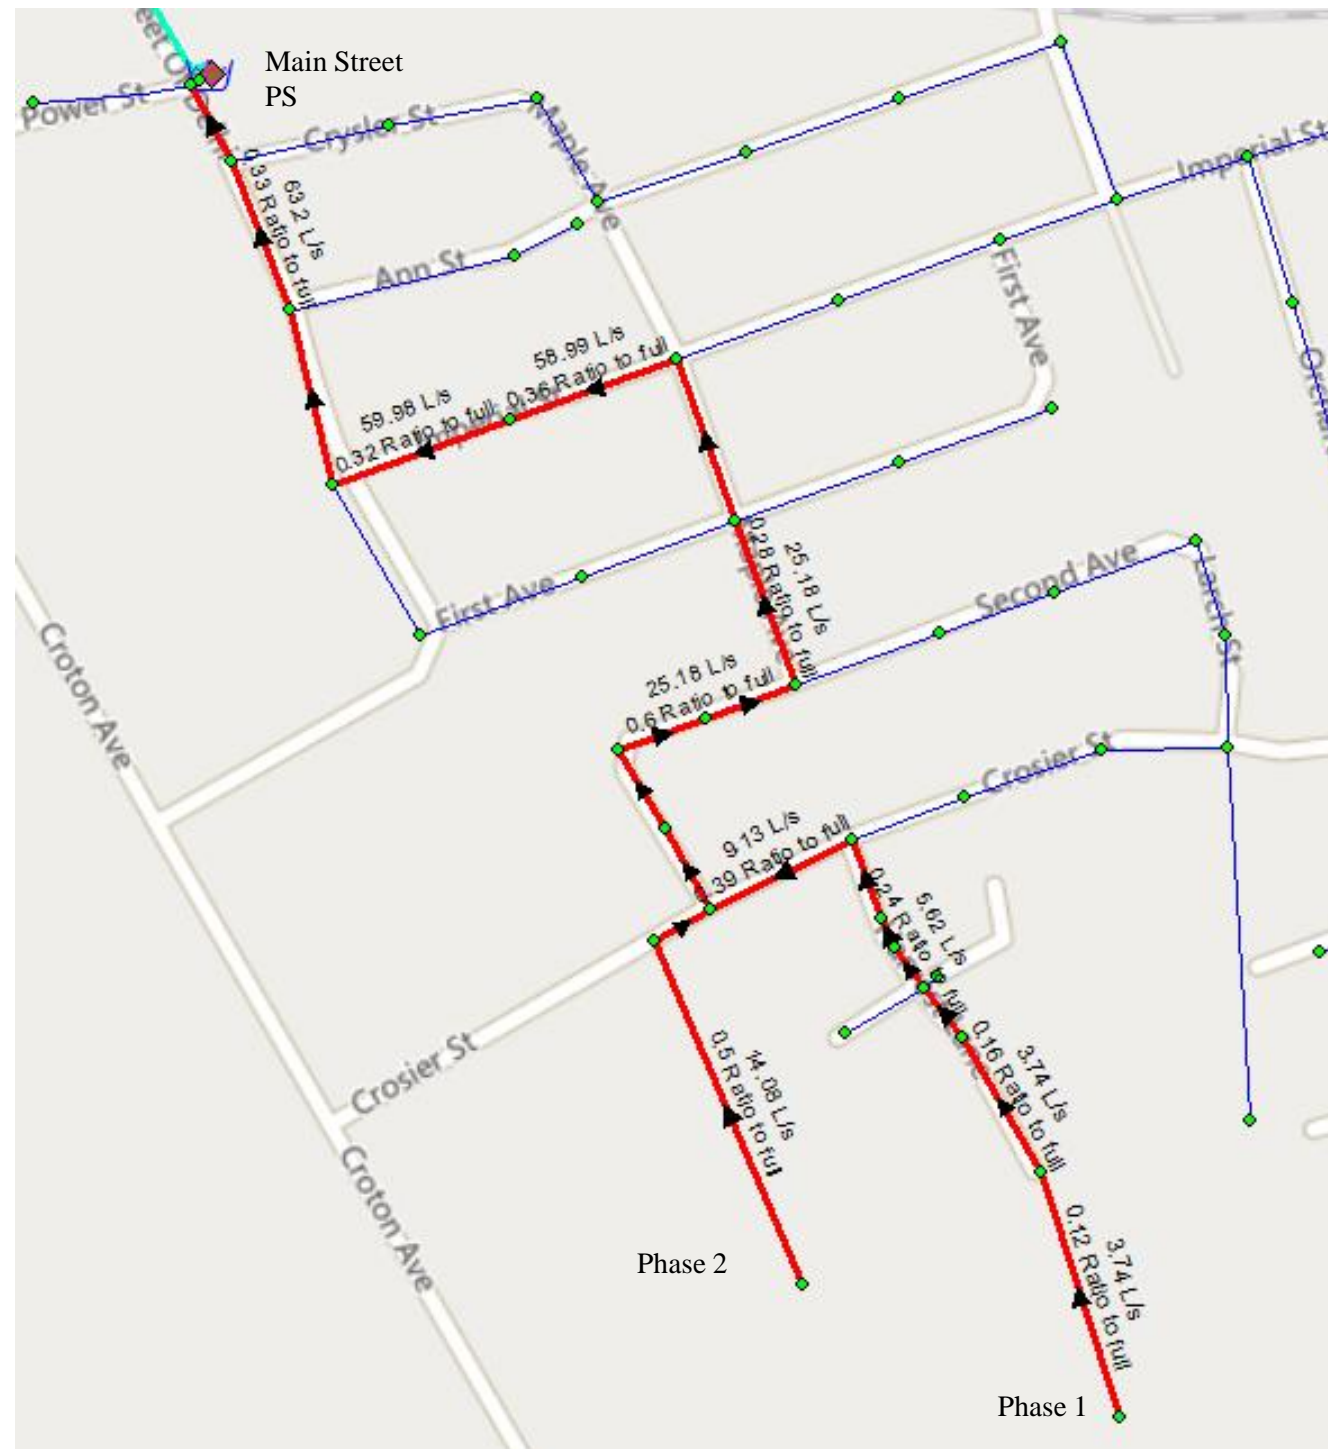 Main Street
PS
Power St
Crysler St
Maple Ave
Imperial St
63.2 L/s
0.33 Ratio to full
Ann St
First Ave
58.99 L/s
0.36 Ratio to full
59.98 L/s
0.32 Ratio to full
25.18 L/s
0.28 Ratio to full
Second Ave
First Ave
Larch St
Croton Ave
25.18 L/s
0.6 Ratio to full
Crosier St
9.13 L/s
.39 Ratio to full
5.62 L/s
0.24 Ratio to full
Crosier St
14.08 L/s
0.5 Ratio to full
3.74 L/s
0.16 Ratio to full
Croton Ave
Phase 2
3.74 L/s
0.12 Ratio to full
Phase 1